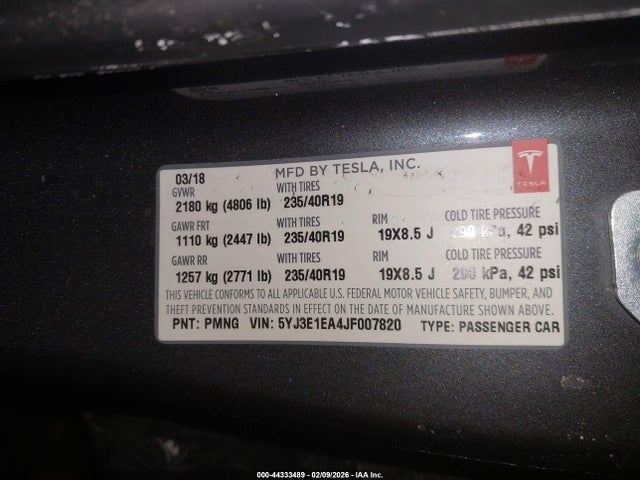 03/18 MFD BY TESLA, INC.
TESLA
GVWR WITH TIRES
2180 kg (4806 lb) 235/40R19
GAWR FRT WITH TIRES RIM COLD TIRE PRESSURE
1110 kg (2447 lb) 235/40R19 19X8.5 J 290 kPa, 42 psi
GAWR RR WITH TIRES RIM COLD TIRE PRESSURE
1257 kg (2771 lb) 235/40R19 19X8.5 J 290 kPa, 42 psi
THIS VEHICLE CONFORMS TO ALL APPLICABLE U.S. FEDERAL MOTOR VEHICLE SAFETY, BUMPER, AND
THEFT PREVENTION STANDARDS IN EFFECT ON THE DATE OF MANUFACTURE SHOWN ABOVE.
PNT: PMNG VIN: 5YJ3E1EA4JF007820 TYPE: PASSENGER CAR
000-44333489 - 02/09/2026 - IAA Inc.